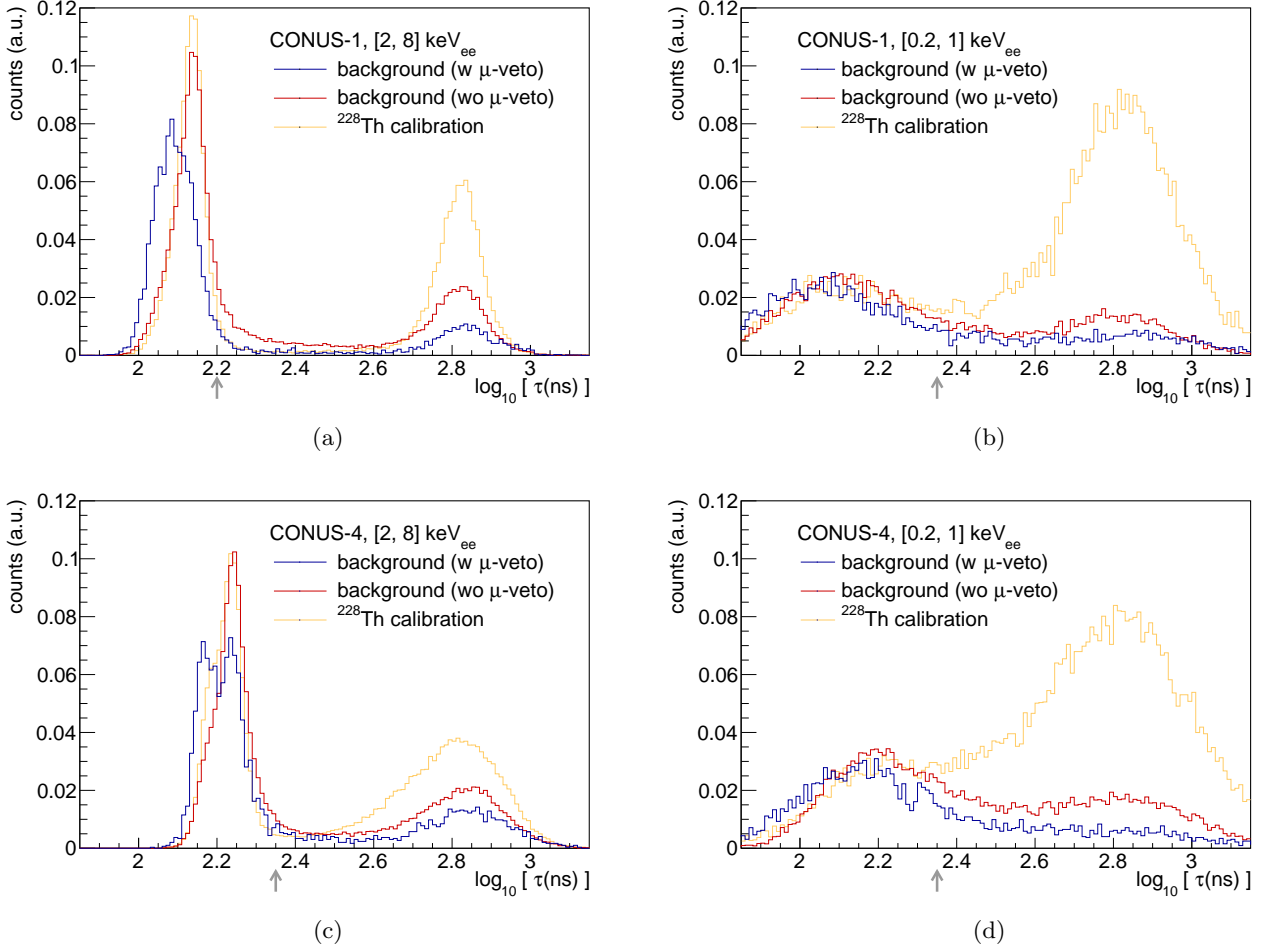 counts (a.u.)
0.12
0.1
0.08
0.06
0.04
0.02
0
CONUS-1, [2, 8] keVee
background (w μ-veto)
background (wo μ-veto)
228Th calibration
2 2.2 2.4 2.6 2.8 3
log10 [ τ(ns) ]
(a)
counts (a.u.)
0.12
0.1
0.08
0.06
0.04
0.02
0
CONUS-1, [0.2, 1] keVee
background (w μ-veto)
background (wo μ-veto)
228Th calibration
2 2.2 2.4 2.6 2.8 3
log10 [ τ(ns) ]
(b)
counts (a.u.)
0.12
0.1
0.08
0.06
0.04
0.02
0
CONUS-4, [2, 8] keVee
background (w μ-veto)
background (wo μ-veto)
228Th calibration
2 2.2 2.4 2.6 2.8 3
log10 [ τ(ns) ]
(c)
counts (a.u.)
0.12
0.1
0.08
0.06
0.04
0.02
0
CONUS-4, [0.2, 1] keVee
background (w μ-veto)
background (wo μ-veto)
228Th calibration
2 2.2 2.4 2.6 2.8 3
log10 [ τ(ns) ]
(d)